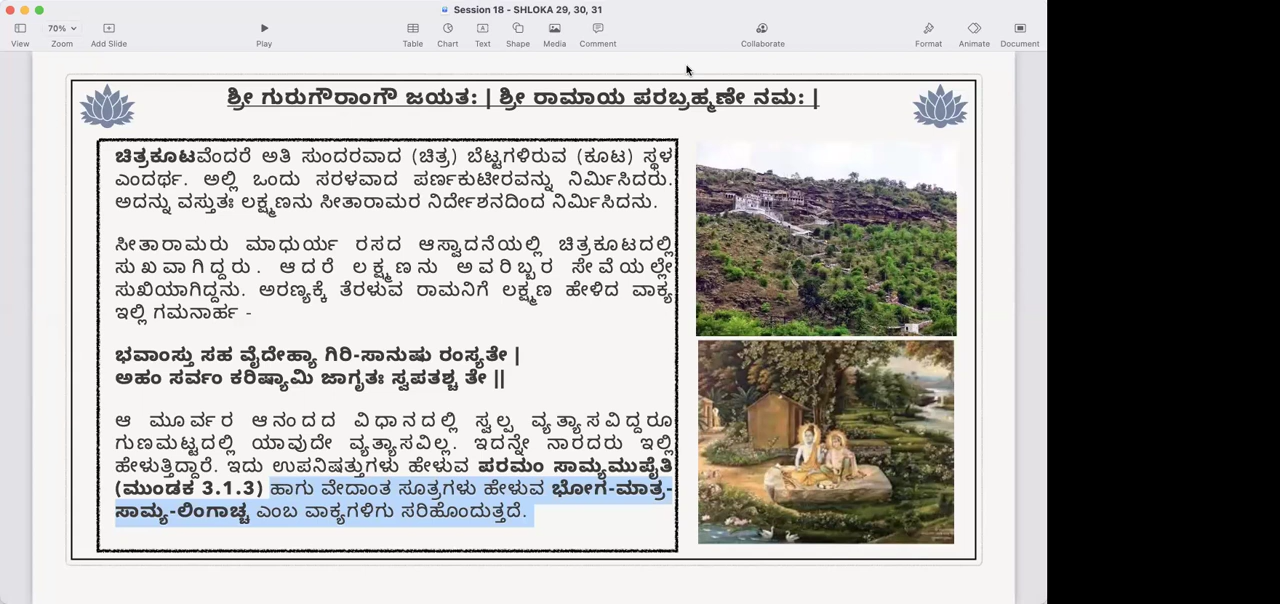 Session 18 - SHLOKA 29, 30, 31
70%
View Zoom Add Slide Play Table Chart Text Shape Media Comment Collaborate Format Animate Document
ಶ್ರೀ ಗುರುಗೌರಾಂಗೌ ಜಯತಃ | ಶ್ರೀ ರಾಮಾಯ ಪರಬ್ರಹ್ಮಣೇ ನಮಃ |
ಚಿತ್ರಕೂಟವೆಂದರೆ ಅತಿ ಸುಂದರವಾದ (ಚಿತ್ರ) ಬೆಟ್ಟಗಳಿರುವ (ಕೂಟ) ಸ್ಥಳ
ಎಂದರ್ಥ. ಅಲ್ಲಿ ಒಂದು ಸರಳವಾದ ಪರ್ಣಕುಟೀರವನ್ನು ನಿರ್ಮಿಸಿದರು.
ಅದನ್ನು ವಸ್ತುತಃ ಲಕ್ಷ್ಮಣನು ಸೀತಾರಾಮರ ನಿರ್ದೇಶನದಿಂದ ನಿರ್ಮಿಸಿದನು.
ಸೀತಾರಾಮರು ಮಾಧುರ್ಯ ರಸದ ಆಸ್ವಾದನೆಯಲ್ಲಿ ಚಿತ್ರಕೂಟದಲ್ಲಿ
ಸುಖವಾಗಿದ್ದರು. ಆದರೆ ಲಕ್ಷ್ಮಣನು ಅವರಿಬ್ಬರ ಸೇವೆಯಲ್ಲೇ
ಸುಖಿಯಾಗಿದ್ದನು. ಅರಣ್ಯಕ್ಕೆ ತೆರಳುವ ರಾಮನಿಗೆ ಲಕ್ಷ್ಮಣ ಹೇಳಿದ ವಾಕ್ಯ
ಇಲ್ಲಿ ಗಮನಾರ್ಹ -
ಭವಾಂಸ್ತು ಸಹ ವೈದೇಹ್ಯಾ ಗಿರಿ-ಸಾನುಷು ರಂಸ್ಯತೇ |
ಅಹಂ ಸರ್ವಂ ಕರಿಷ್ಯಾಮಿ ಜಾಗೃತಃ ಸ್ವಪತಶ್ಚ ತೇ ||
ಆ ಮೂರ್ವರ ಆನಂದದ ವಿಧಾನದಲ್ಲಿ ಸ್ವಲ್ಪ ವ್ಯತ್ಯಾಸವಿದ್ದರೂ
ಗುಣಮಟ್ಟದಲ್ಲಿ ಯಾವುದೇ ವ್ಯತ್ಯಾಸವಿಲ್ಲ. ಇದನ್ನೇ ನಾರದರು ಇಲ್ಲಿ
ಹೇಳುತ್ತಿದ್ದಾರೆ. ಇದು ಉಪನಿಷತ್ತುಗಳು ಹೇಳುವ ಪರಮಂ ಸಾಮ್ಯಮುಪೈತಿ
(ಮುಂಡಕ 3.1.3) ಹಾಗು ವೇದಾಂತ ಸೂತ್ರಗಳು ಹೇಳುವ ಭೋಗ-ಮಾತ್ರ-
ಸಾಮ್ಯ-ಲಿಂಗಾಚ್ಚ ಎಂಬ ವಾಕ್ಯಗಳಿಗು ಸರಿಹೊಂದುತ್ತದೆ.